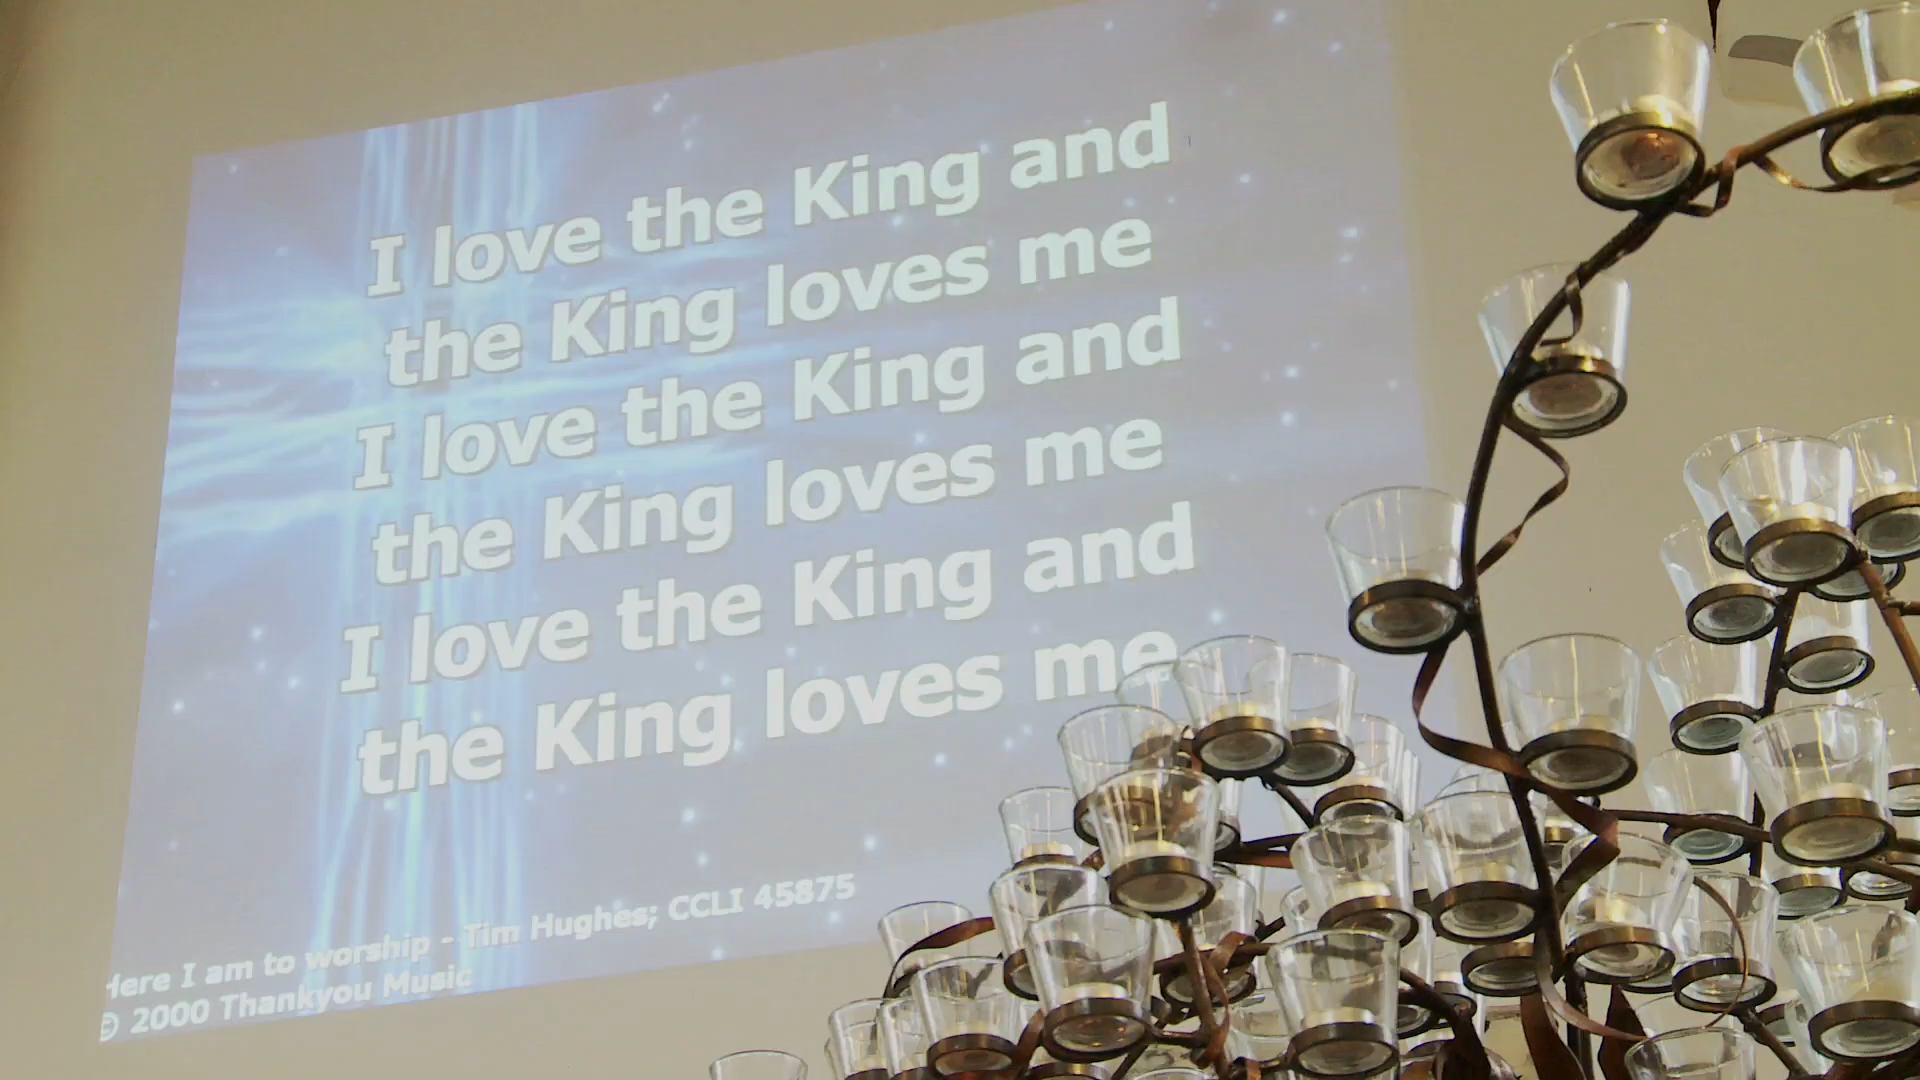 I love the King and
the King loves me
I love the King and
the King loves me
I love the King and
the King loves me
Here I am to worship - Tim Hughes; CCLI 45875
© 2000 Thankyou Music